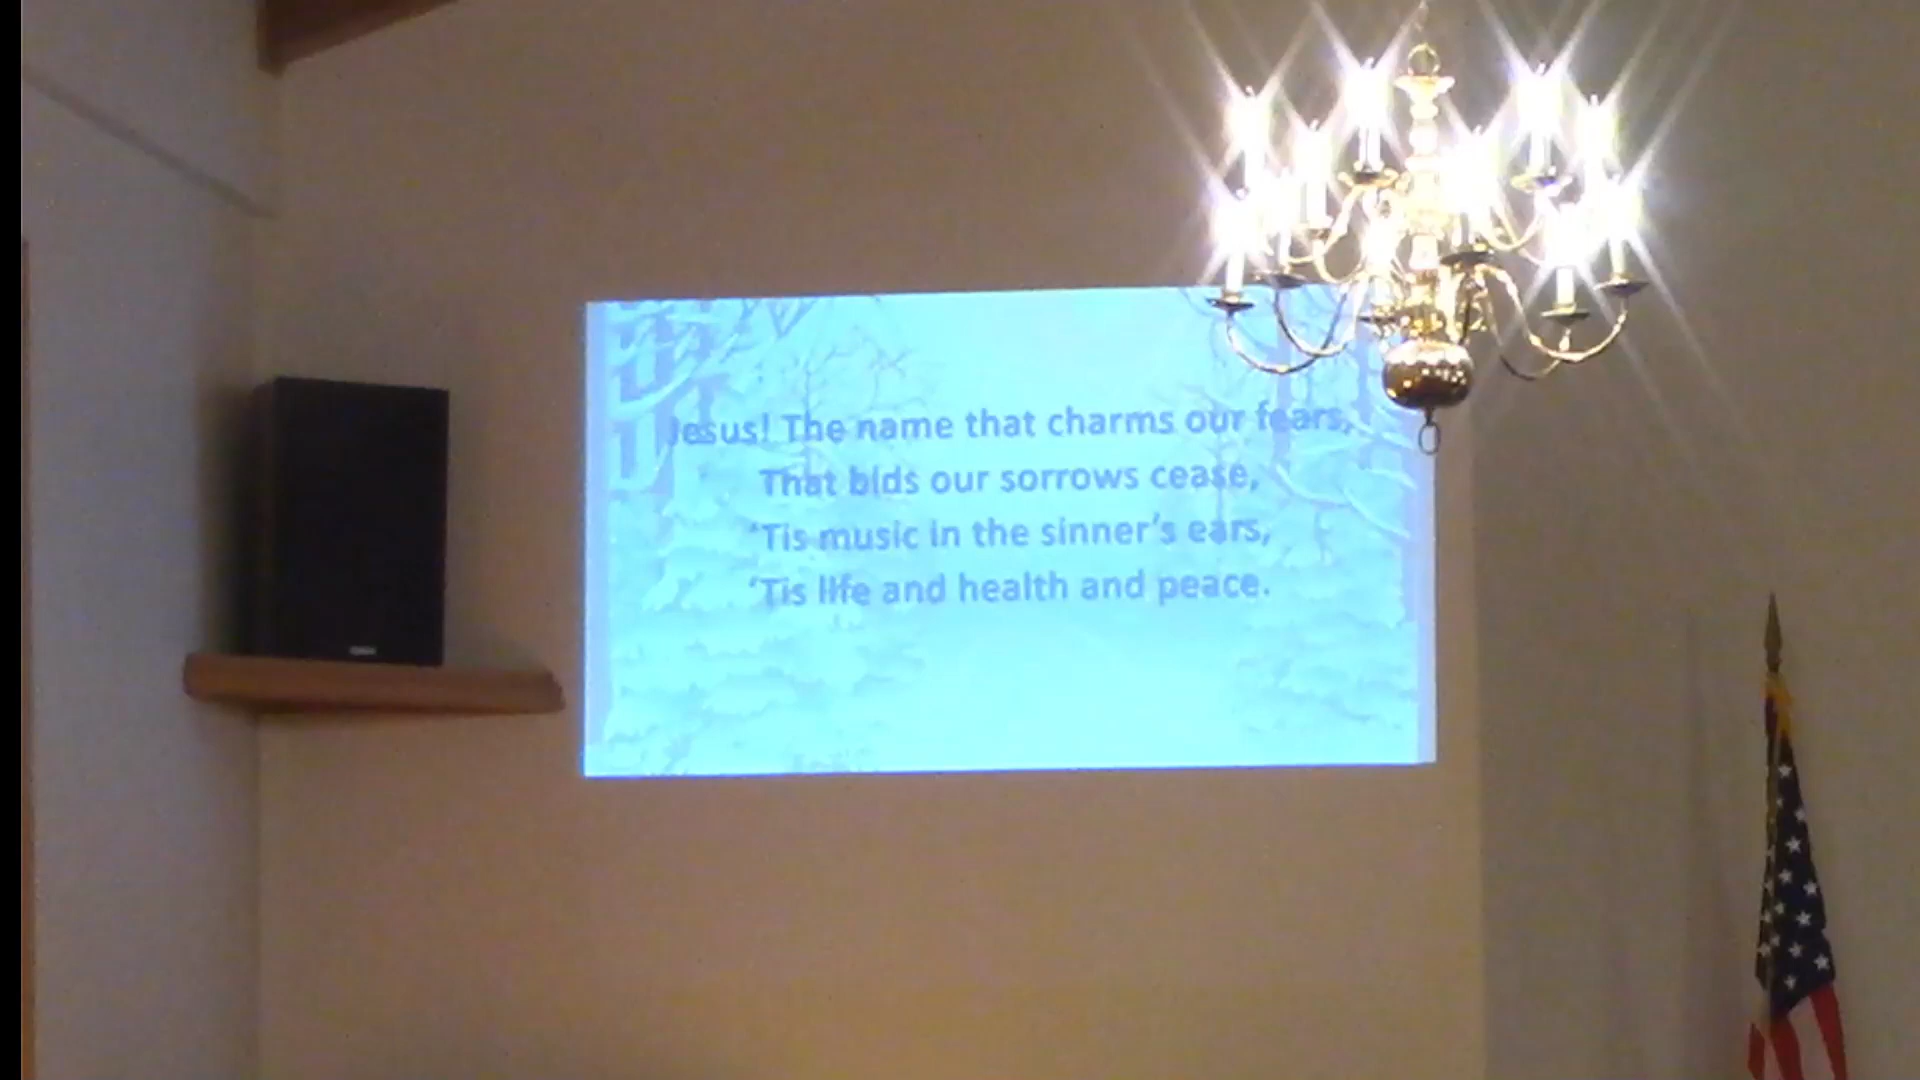 Jesus! The name that charms our fears,
That bids our sorrows cease,
‘Tis music in the sinner’s ears,
‘Tis life and health and peace.